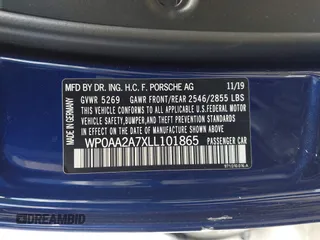 MFD. BY DR. ING. H.C. F. PORSCHE AG 11/19
GVWR 5269 GAWR FRONT/REAR 2546/2855 LBS
THIS VEHICLE CONFORMS TO ALL APPLICABLE FEDERAL MOTOR
VEHICLE SAFETY, BUMPER, AND THEFT PREVENTION STANDARDS
IN EFFECT ON THE DATE OF MANUFACTURE SHOWN ABOVE.
WP0AA2A7XLL101865 PASSENGER CAR
MADE IN GERMANY
DREAMBID